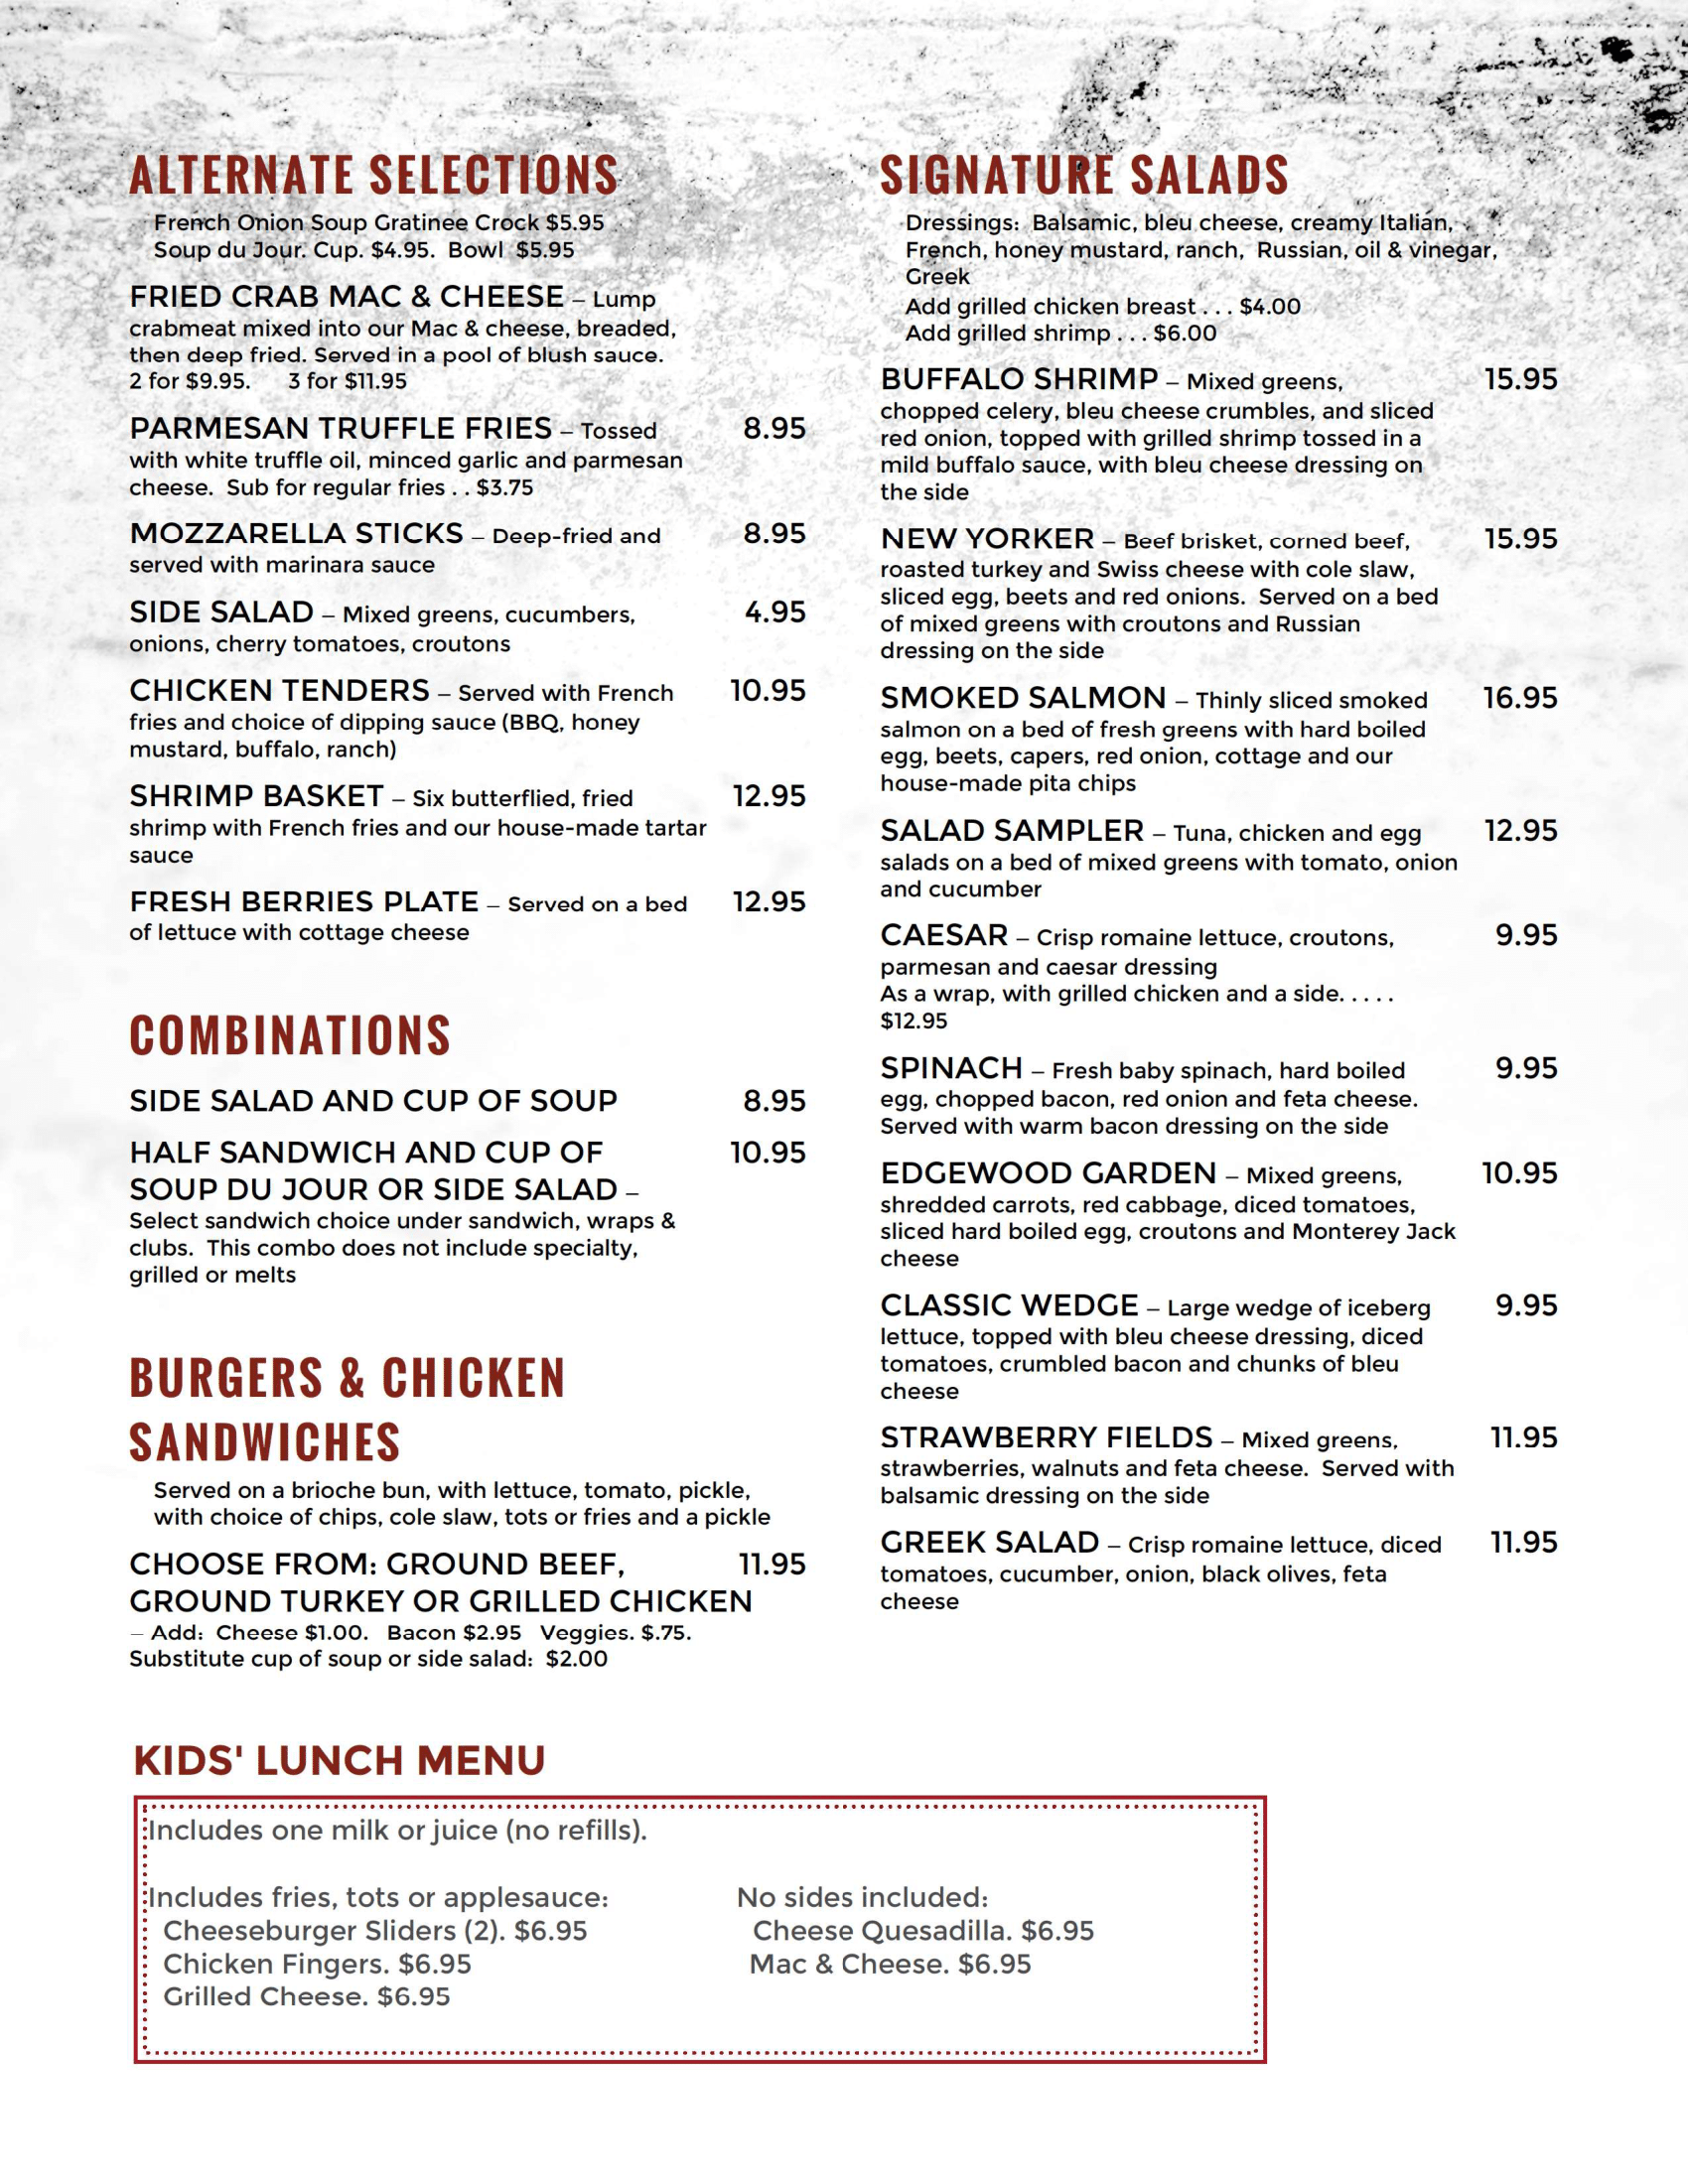 ALTERNATE SELECTIONS
French Onion Soup Gratinee Crock $5.95
Soup du Jour. Cup. $4.95.  Bowl  $5.95
FRIED CRAB MAC & CHEESE – Lump
crabmeat mixed into our Mac & cheese, breaded,
then deep fried. Served in a pool of blush sauce.
2 for $9.95.     3 for $11.95
PARMESAN TRUFFLE FRIES – Tossed 8.95
with white truffle oil, minced garlic and parmesan
cheese.  Sub for regular fries . . $3.75
MOZZARELLA STICKS – Deep-fried and 8.95
served with marinara sauce
SIDE SALAD – Mixed greens, cucumbers, 4.95
onions, cherry tomatoes, croutons
CHICKEN TENDERS – Served with French 10.95
fries and choice of dipping sauce (BBQ, honey
mustard, buffalo, ranch)
SHRIMP BASKET – Six butterflied, fried 12.95
shrimp with French fries and our house-made tartar
sauce
FRESH BERRIES PLATE – Served on a bed 12.95
of lettuce with cottage cheese
COMBINATIONS
SIDE SALAD AND CUP OF SOUP 8.95
HALF SANDWICH AND CUP OF 10.95
SOUP DU JOUR OR SIDE SALAD –
Select sandwich choice under sandwich, wraps &
clubs.  This combo does not include specialty,
grilled or melts
BURGERS & CHICKEN
SANDWICHES
Served on a brioche bun, with lettuce, tomato, pickle,
with choice of chips, cole slaw, tots or fries and a pickle
CHOOSE FROM: GROUND BEEF, 11.95
GROUND TURKEY OR GRILLED CHICKEN
– Add:  Cheese $1.00.   Bacon $2.95   Veggies. $.75.
Substitute cup of soup or side salad:  $2.00
SIGNATURE SALADS
Dressings:  Balsamic, bleu cheese, creamy Italian,
French, honey mustard, ranch,  Russian, oil & vinegar,
Greek
Add grilled chicken breast . . . $4.00
Add grilled shrimp . . . $6.00
BUFFALO SHRIMP – Mixed greens, 15.95
chopped celery, bleu cheese crumbles, and sliced
red onion, topped with grilled shrimp tossed in a
mild buffalo sauce, with bleu cheese dressing on
the side
NEW YORKER – Beef brisket, corned beef, 15.95
roasted turkey and Swiss cheese with cole slaw,
sliced egg, beets and red onions.  Served on a bed
of mixed greens with croutons and Russian
dressing on the side
SMOKED SALMON – Thinly sliced smoked 16.95
salmon on a bed of fresh greens with hard boiled
egg, beets, capers, red onion, cottage and our
house-made pita chips
SALAD SAMPLER – Tuna, chicken and egg 12.95
salads on a bed of mixed greens with tomato, onion
and cucumber
CAESAR – Crisp romaine lettuce, croutons, 9.95
parmesan and caesar dressing
As a wrap, with grilled chicken and a side. . . . .
$12.95
SPINACH – Fresh baby spinach, hard boiled 9.95
egg, chopped bacon, red onion and feta cheese.
Served with warm bacon dressing on the side
EDGEWOOD GARDEN – Mixed greens, 10.95
shredded carrots, red cabbage, diced tomatoes,
sliced hard boiled egg, croutons and Monterey Jack
cheese
CLASSIC WEDGE – Large wedge of iceberg 9.95
lettuce, topped with bleu cheese dressing, diced
tomatoes, crumbled bacon and chunks of bleu
cheese
STRAWBERRY FIELDS – Mixed greens, 11.95
strawberries, walnuts and feta cheese.  Served with
balsamic dressing on the side
GREEK SALAD – Crisp romaine lettuce, diced 11.95
tomatoes, cucumber, onion, black olives, feta
cheese
KIDS' LUNCH MENU
Includes one milk or juice (no refills).
Includes fries, tots or applesauce:
Cheeseburger Sliders (2). $6.95
Chicken Fingers. $6.95
Grilled Cheese. $6.95
No sides included:
Cheese Quesadilla. $6.95
Mac & Cheese. $6.95